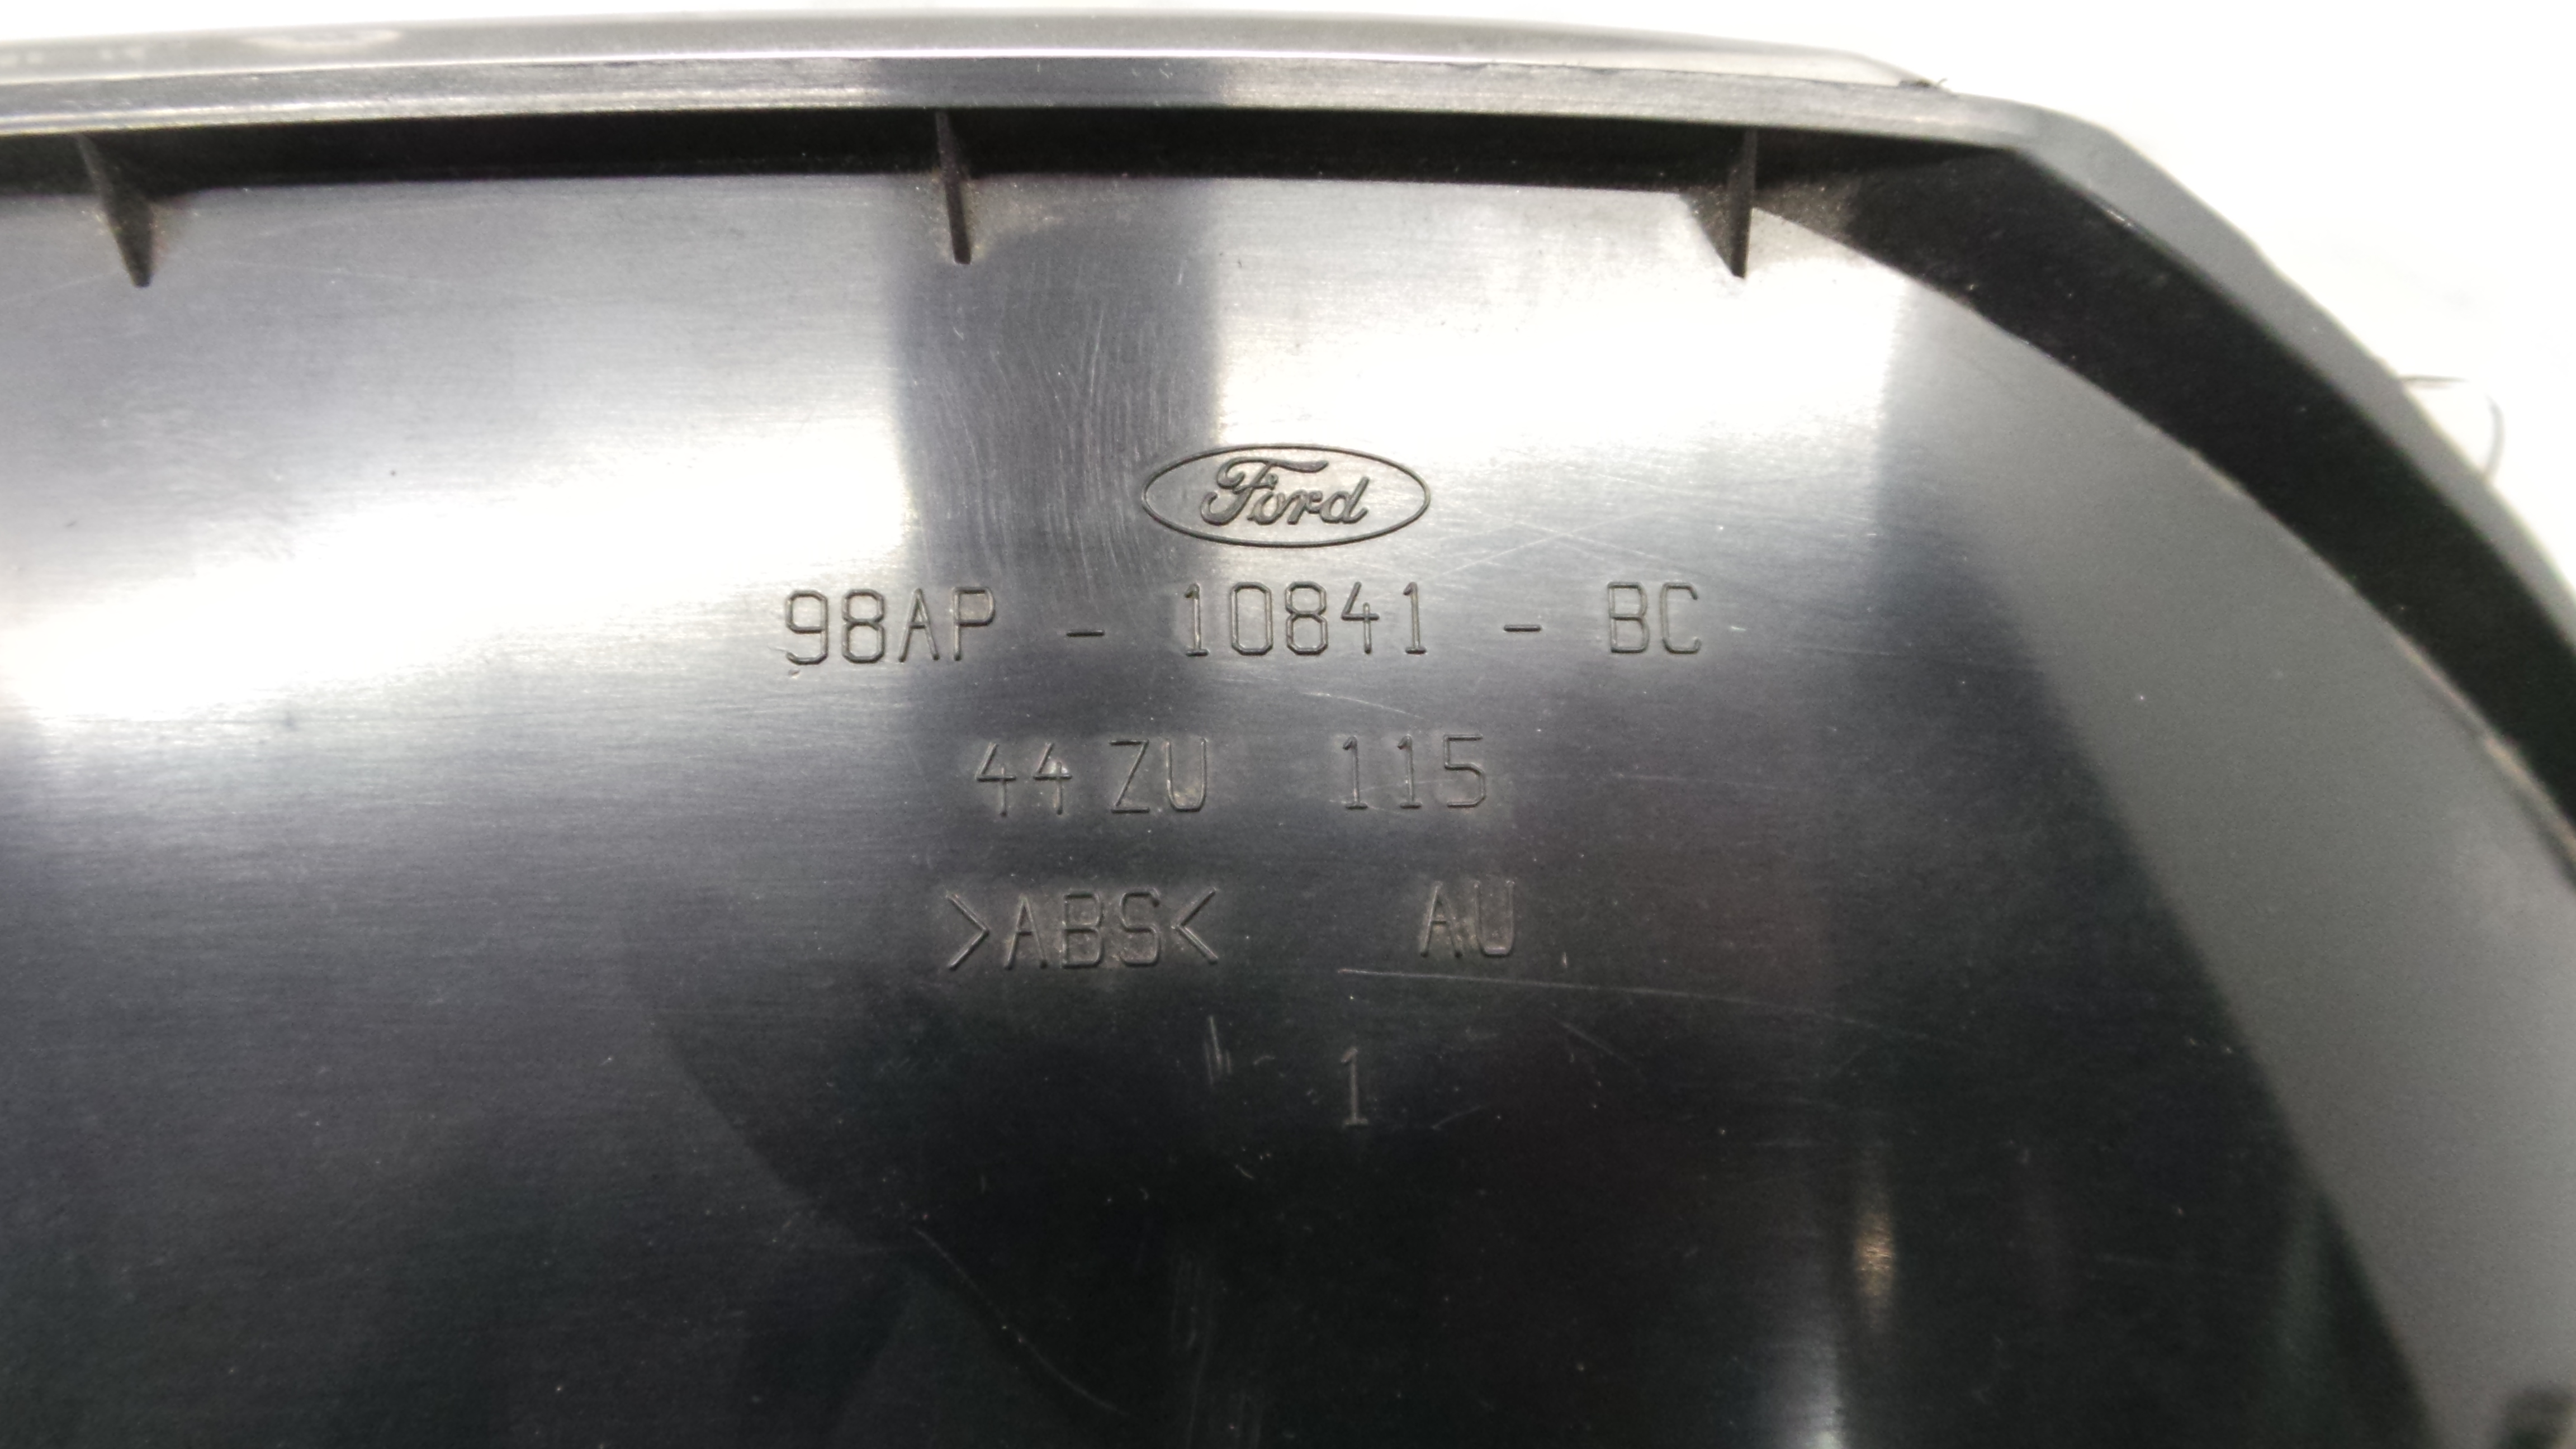 Ford
98AP - 10841 - BC
44 ZU 115
>ABS< AU
1